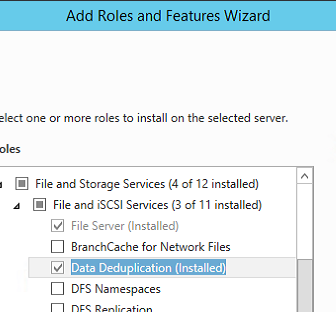 Add Roles and Features Wizard
elect one or more roles to install on the selected server.
oles
File and Storage Services (4 of 12 installed)
File and iSCSI Services (3 of 11 installed)
File Server (Installed)
BranchCache for Network Files
Data Deduplication (Installed)
DFS Namespaces
DFS Replication